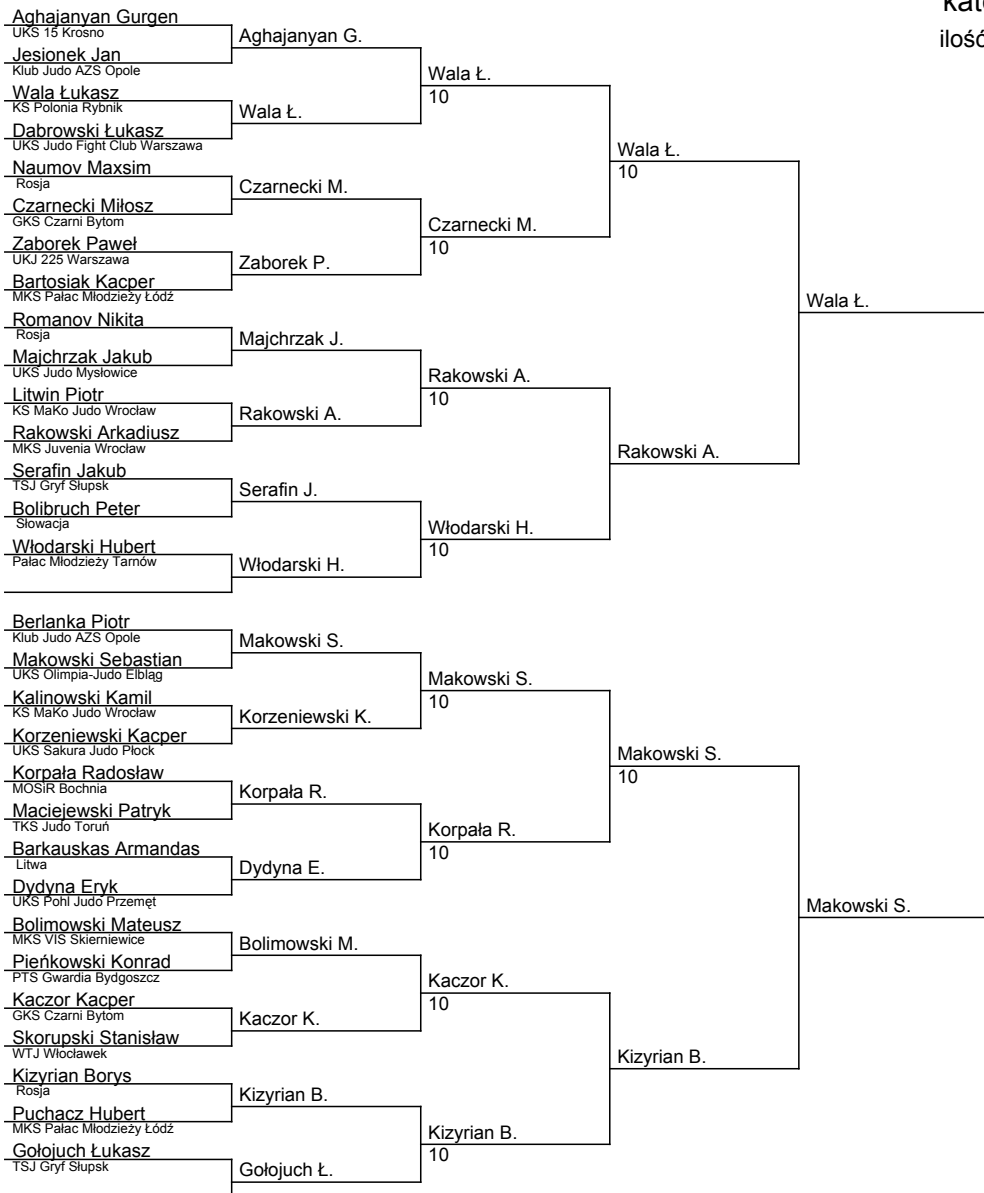 kat
ilość
Aghajanyan Gurgen
UKS 15 Krosno
Jesionek Jan
Klub Judo AZS Opole
Wala Łukasz
KS Polonia Rybnik
Dabrowski Łukasz
UKS Judo Fight Club Warszawa
Naumov Maxsim
Rosja
Czarnecki Miłosz
GKS Czarni Bytom
Zaborek Paweł
UKJ 225 Warszawa
Bartosiak Kacper
MKS Pałac Młodzieży Łódź
Romanov Nikita
Rosja
Majchrzak Jakub
UKS Judo Mysłowice
Litwin Piotr
KS MaKo Judo Wrocław
Rakowski Arkadiusz
MKS Juvenia Wrocław
Serafin Jakub
TSJ Gryf Słupsk
Bolibruch Peter
Słowacja
Włodarski Hubert
Pałac Młodzieży Tarnów
Berlanka Piotr
Klub Judo AZS Opole
Makowski Sebastian
UKS Olimpia-Judo Elbląg
Kalinowski Kamil
KS MaKo Judo Wrocław
Korzeniewski Kacper
UKS Sakura Judo Płock
Korpała Radosław
MOSiR Bochnia
Maciejewski Patryk
TKS Judo Toruń
Barkauskas Armandas
Litwa
Dydyna Eryk
UKS Pohl Judo Przemęt
Bolimowski Mateusz
MKS VIS Skierniewice
Pieńkowski Konrad
PTS Gwardia Bydgoszcz
Kaczor Kacper
GKS Czarni Bytom
Skorupski Stanisław
WTJ Włocławek
Kizyrian Borys
Rosja
Puchacz Hubert
MKS Pałac Młodzieży Łódź
Gołojuch Łukasz
TSJ Gryf Słupsk
Aghajanyan G.
Wala Ł.
Czarnecki M.
Zaborek P.
Majchrzak J.
Rakowski A.
Serafin J.
Włodarski H.
Makowski S.
Korzeniewski K.
Korpała R.
Dydyna E.
Bolimowski M.
Kaczor K.
Kizyrian B.
Gołojuch Ł.
Wala Ł.
10
Czarnecki M.
10
Rakowski A.
10
Włodarski H.
10
Makowski S.
10
Korpała R.
10
Kaczor K.
10
Kizyrian B.
10
Wala Ł.
10
Rakowski A.
Makowski S.
10
Kizyrian B.
Wala Ł.
Makowski S.